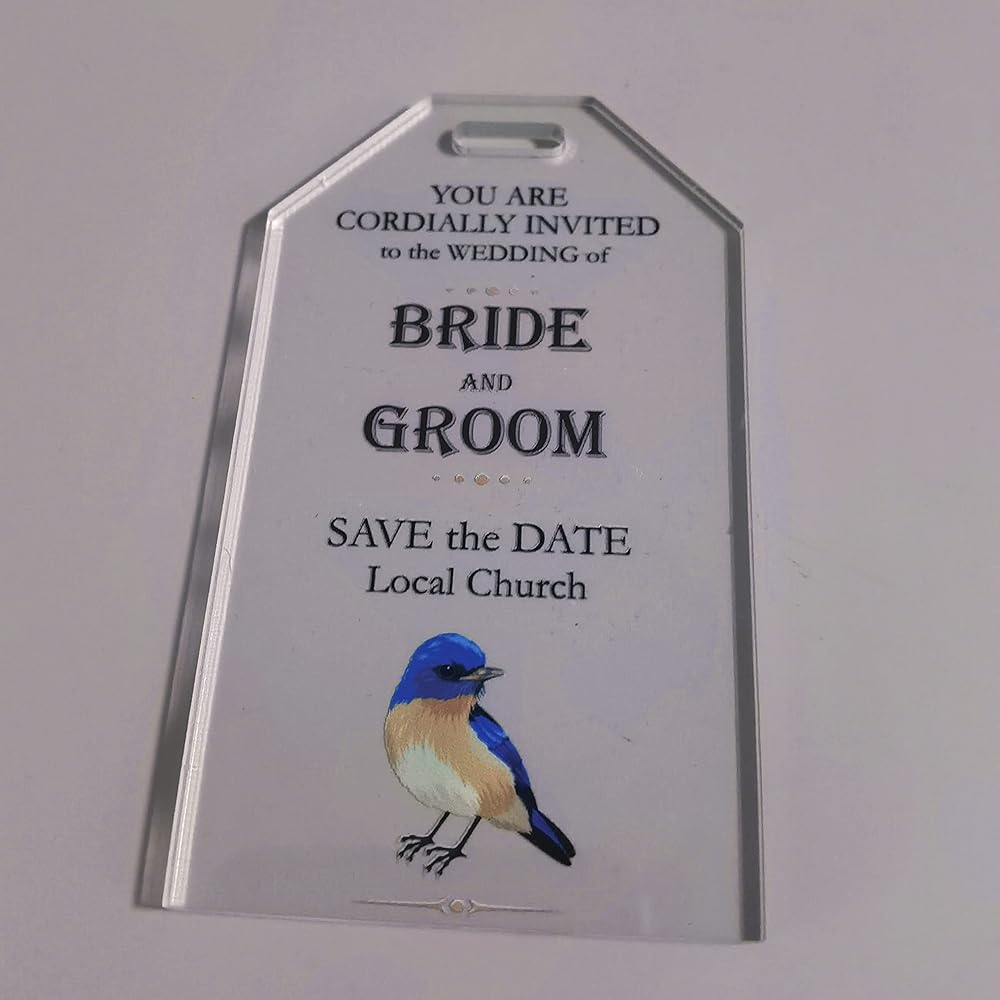 YOU ARE
CORDIALLY INVITED
to the WEDDING of
BRIDE
AND
GROOM
SAVE the DATE
Local Church